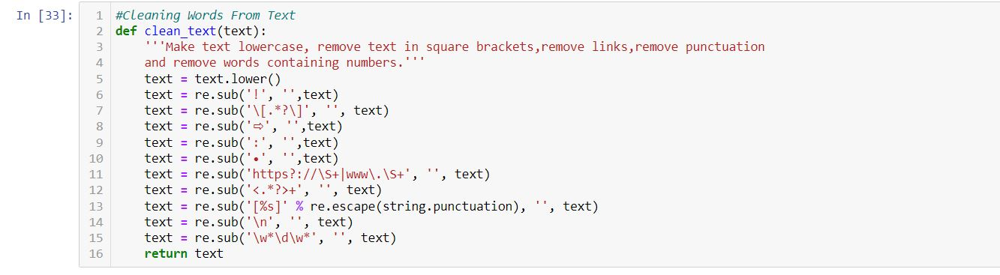 In [33]:
1 #Cleaning Words From Text
2 def clean_text(text):
3     '''Make text lowercase, remove text in square brackets,remove links,remove punctuation
4     and remove words containing numbers.'''
5     text = text.lower()
6     text = re.sub('!', '',text)
7     text = re.sub('\[.*?\]', '', text)
8     text = re.sub('⇨', '',text)
9     text = re.sub(':', '',text)
10     text = re.sub('•', '',text)
11     text = re.sub('https?://\S+|www\.\S+', '', text)
12     text = re.sub('<.*?>+', '', text)
13     text = re.sub('[%s]' % re.escape(string.punctuation), '', text)
14     text = re.sub('\n', '', text)
15     text = re.sub('\w*\d\w*', '', text)
16     return text